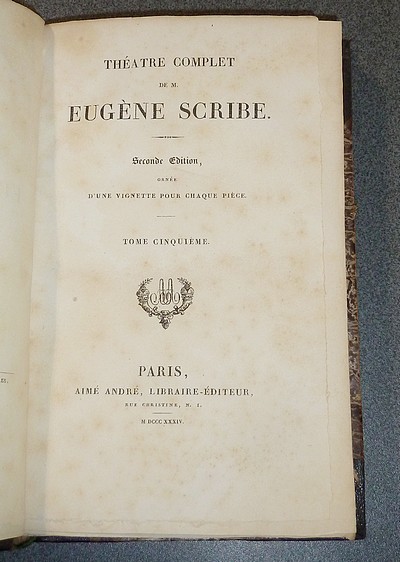 THÉATRE COMPLET
DE M.
EUGÈNE SCRIBE.
Seconde Edition,
ORNÉE
D'UNE VIGNETTE POUR CHAQUE PIÈCE.
TOME CINQUIÈME.
PARIS,
AIMÉ ANDRÉ, LIBRAIRE-ÉDITEUR,
RUE CHRISTINE, N. 1.
M DCCC XXXIV.